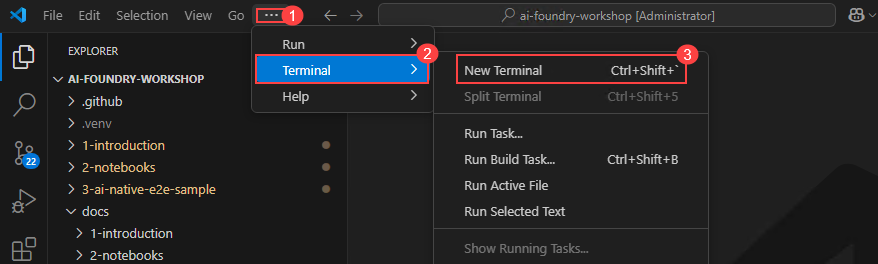 File Edit Selection View Go ... 1 ai-foundry-workshop [Administrator]
EXPLORER
AI-FOUNDRY-WORKSHOP
.github
.venv
1-introduction
2-notebooks
3-ai-native-e2e-sample
docs
1-introduction
2-notebooks
22
Run
2
Terminal
Help
3
New Terminal Ctrl+Shift+`
Split Terminal Ctrl+Shift+5
Run Task...
Run Build Task... Ctrl+Shift+B
Run Active File
Run Selected Text
Show Running Tasks...